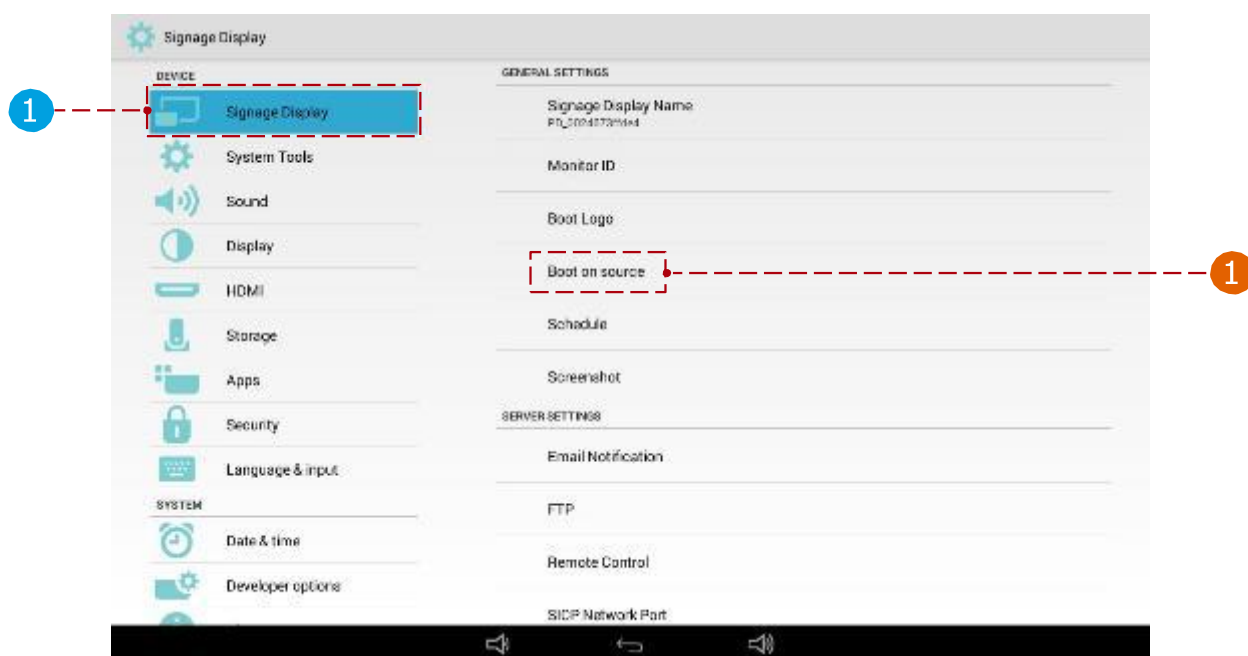 Signage Display
DEVICE
1
Signage Display
System Tools
Sound
Display
HDMI
Storage
Apps
Security
Language & input
SYSTEM
Date & time
Developer options
GENERAL SETTINGS
Signage Display Name
Monitor ID
Boot Logo
Boot on source
1
Schedule
Screenshot
SERVER SETTINGS
Email Notification
FTP
Remote Control
SICP Network Port